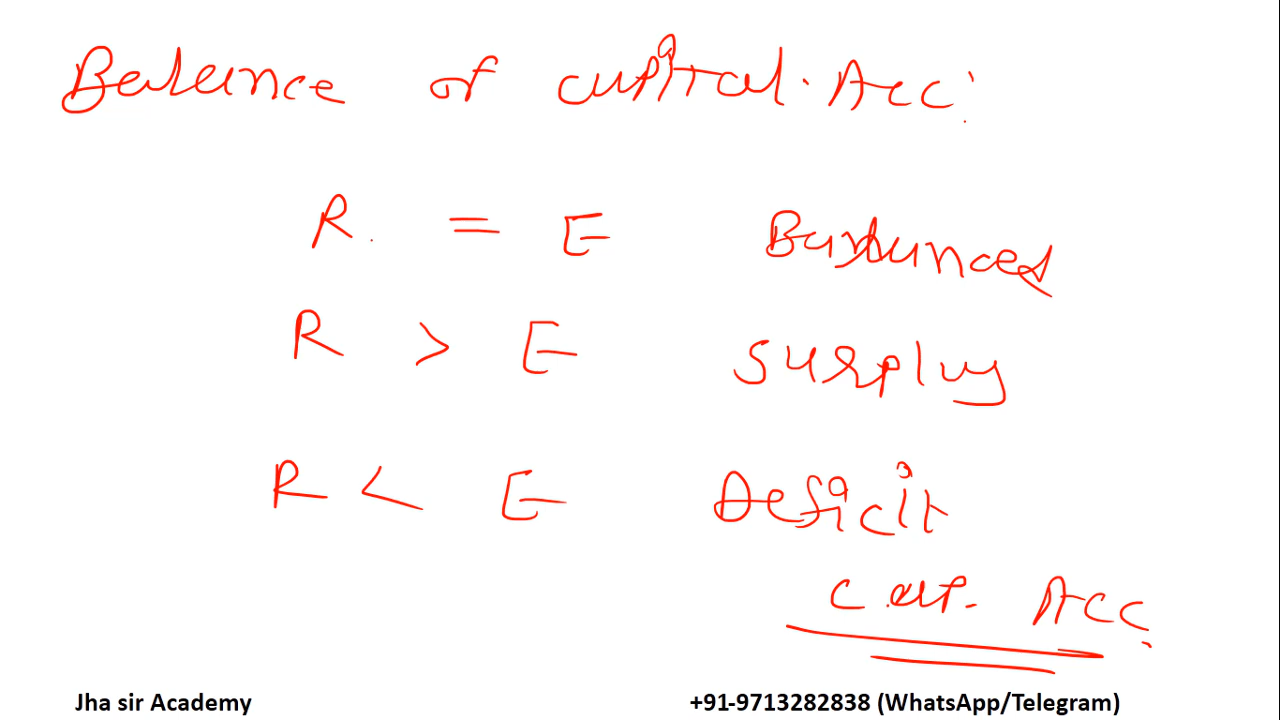 Balance of capital. Acc.
R. = E Balanced
R > E Surplus
R < E Deficit
Cap. Acc.
Jha sir Academy +91-9713282838 (WhatsApp/Telegram)